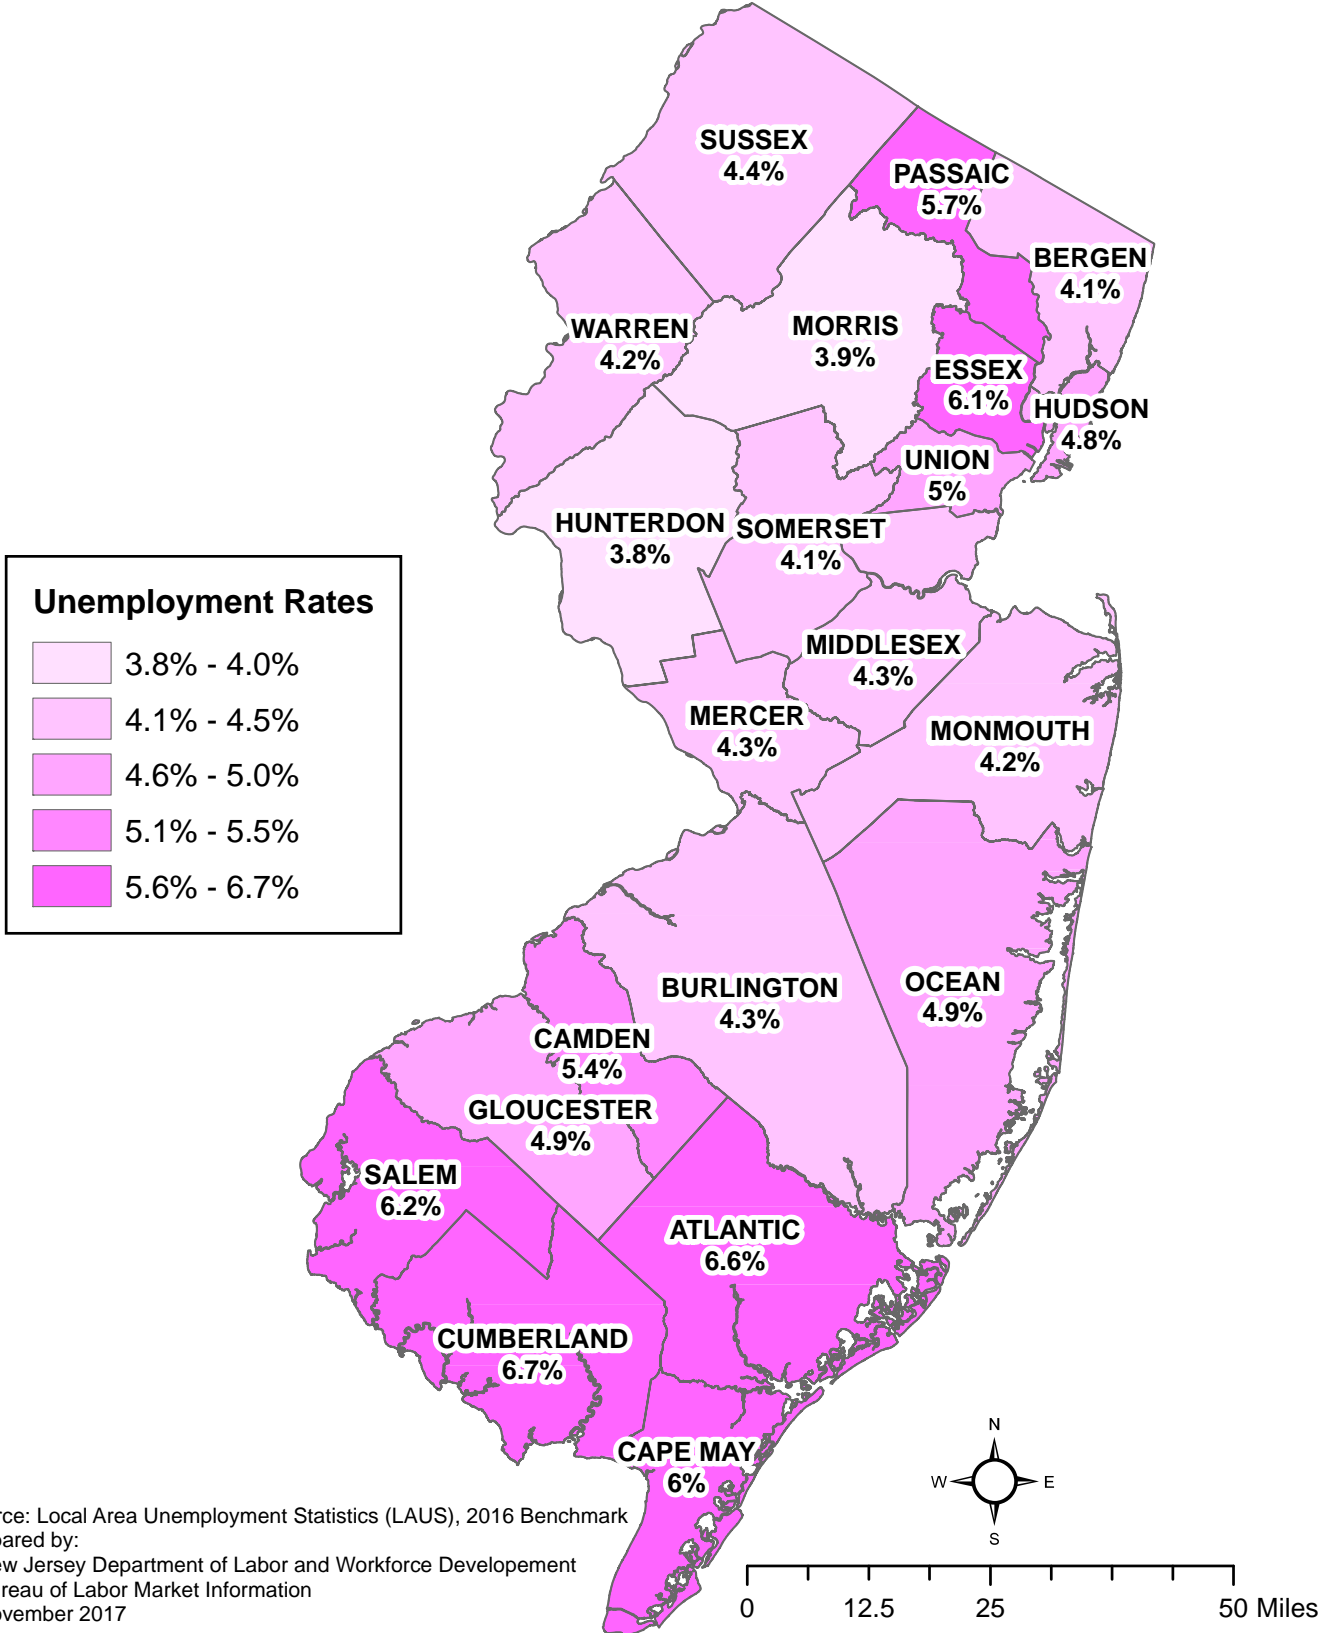 SUSSEX
4.4%
PASSAIC
5.7%
BERGEN
4.1%
WARREN
4.2%
MORRIS
3.9%
ESSEX
6.1%
HUDSON
4.8%
UNION
5%
HUNTERDON
3.8%
SOMERSET
4.1%
MIDDLESEX
4.3%
MERCER
4.3%
MONMOUTH
4.2%
BURLINGTON
4.3%
OCEAN
4.9%
CAMDEN
5.4%
GLOUCESTER
4.9%
SALEM
6.2%
ATLANTIC
6.6%
CUMBERLAND
6.7%
CAPE MAY
6%
Unemployment Rates
3.8% - 4.0%
4.1% - 4.5%
4.6% - 5.0%
5.1% - 5.5%
5.6% - 6.7%
N
W
E
S
rce: Local Area Unemployment Statistics (LAUS), 2016 Benchmark
pared by:
ew Jersey Department of Labor and Workforce Developement
reau of Labor Market Information
ovember 2017
0 12.5 25 50 Miles